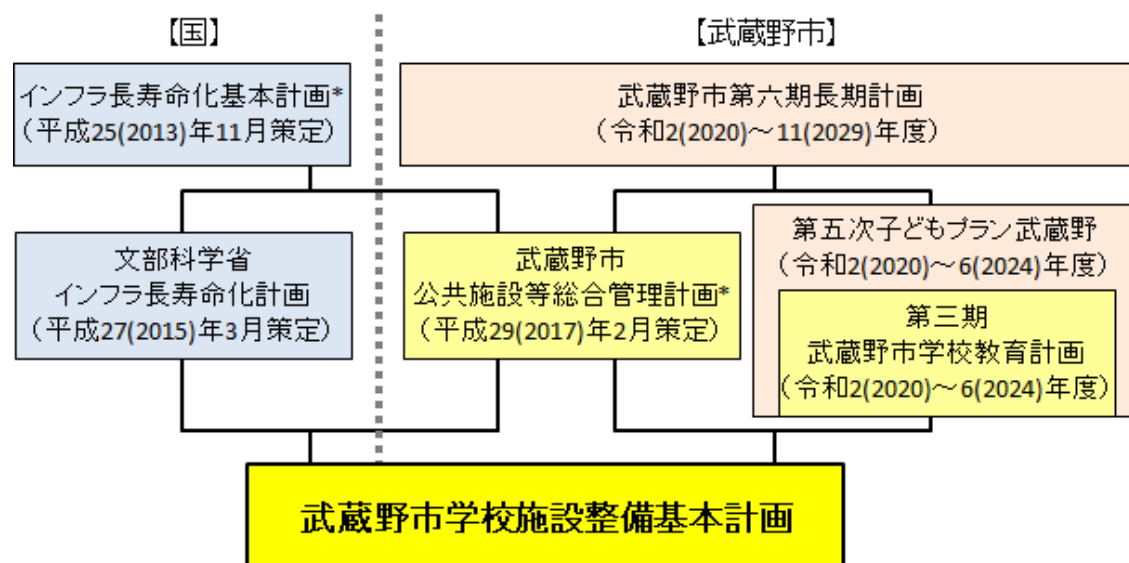 【国】
【武蔵野市】
インフラ長寿命化基本計画*
（平成25(2013)年11月策定）
武蔵野市第六期長期計画
（令和2(2020)～11(2029)年度）
文部科学省
インフラ長寿命化計画
（平成27(2015)年3月策定）
武蔵野市
公共施設等総合管理計画*
（平成29(2017)年2月策定）
第五次子どもプラン武蔵野
（令和2(2020)～6(2024)年度）
第三期
武蔵野市学校教育計画
（令和2(2020)～6(2024)年度）
武蔵野市学校施設整備基本計画